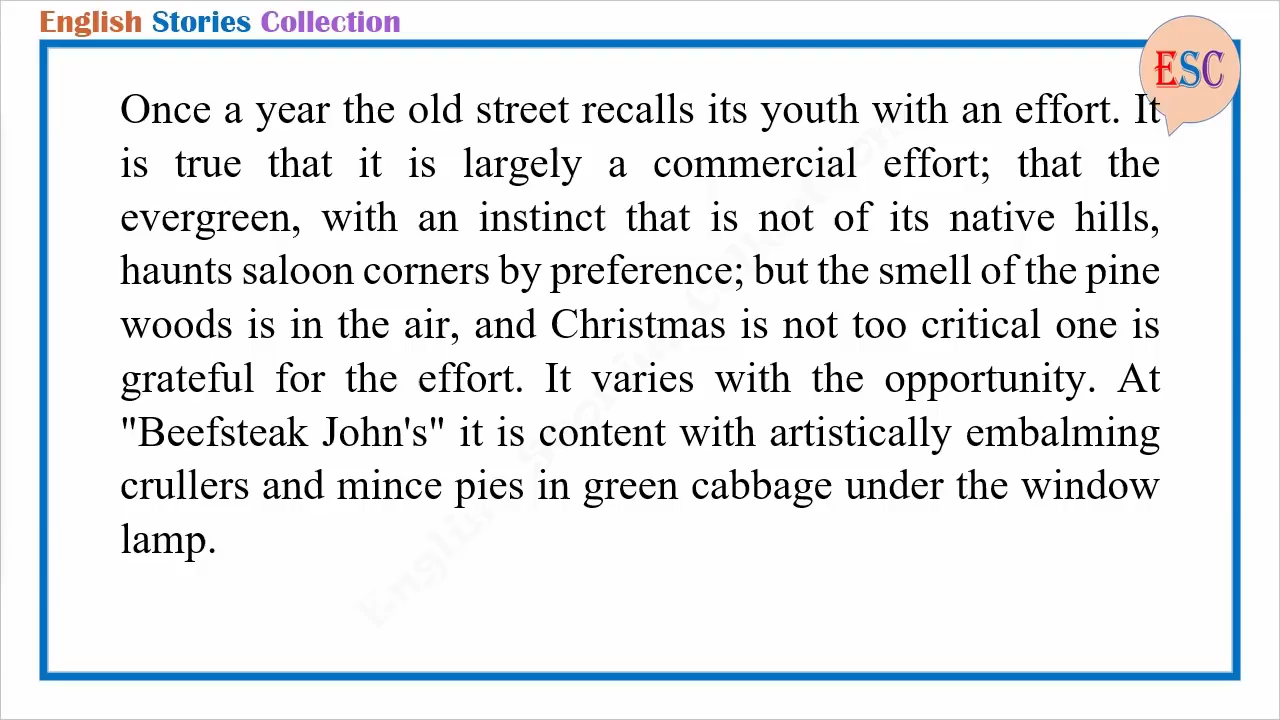 English Stories Collection
ESC
Once a year the old street recalls its youth with an effort. It
is true that it is largely a commercial effort; that the
evergreen, with an instinct that is not of its native hills,
haunts saloon corners by preference; but the smell of the pine
woods is in the air, and Christmas is not too critical one is
grateful for the effort. It varies with the opportunity. At
"Beefsteak John's" it is content with artistically embalming
crullers and mince pies in green cabbage under the window
lamp.